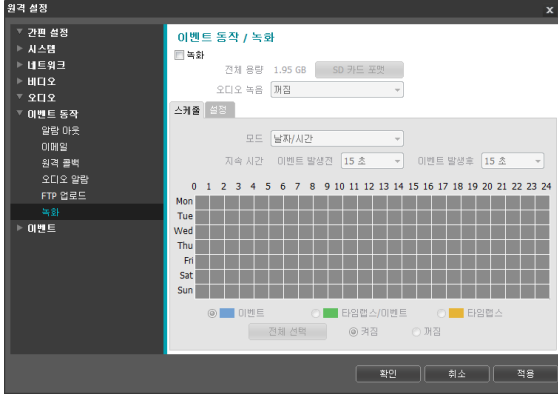 원격 설정
x
간편 설정
시스템
네트워크
비디오
오디오
이벤트 동작
알람 아웃
이메일
원격 콜백
오디오 알람
FTP 업로드
녹화
이벤트
이벤트 동작 / 녹화
녹화
전체 용량 1.95 GB SD 카드 포맷
오디오 녹음 꺼짐
스케줄 설정
모드 날짜/시간
지속 시간 이벤트 발생전 15 초 이벤트 발생후 15 초
0 1 2 3 4 5 6 7 8 9 10 11 12 13 14 15 16 17 18 19 20 21 22 23 24
Mon
Tue
Wed
Thu
Fri
Sat
Sun
이벤트 타임랩스/이벤트 타임랩스
전체 선택 켜짐 꺼짐
확인 취소 적용